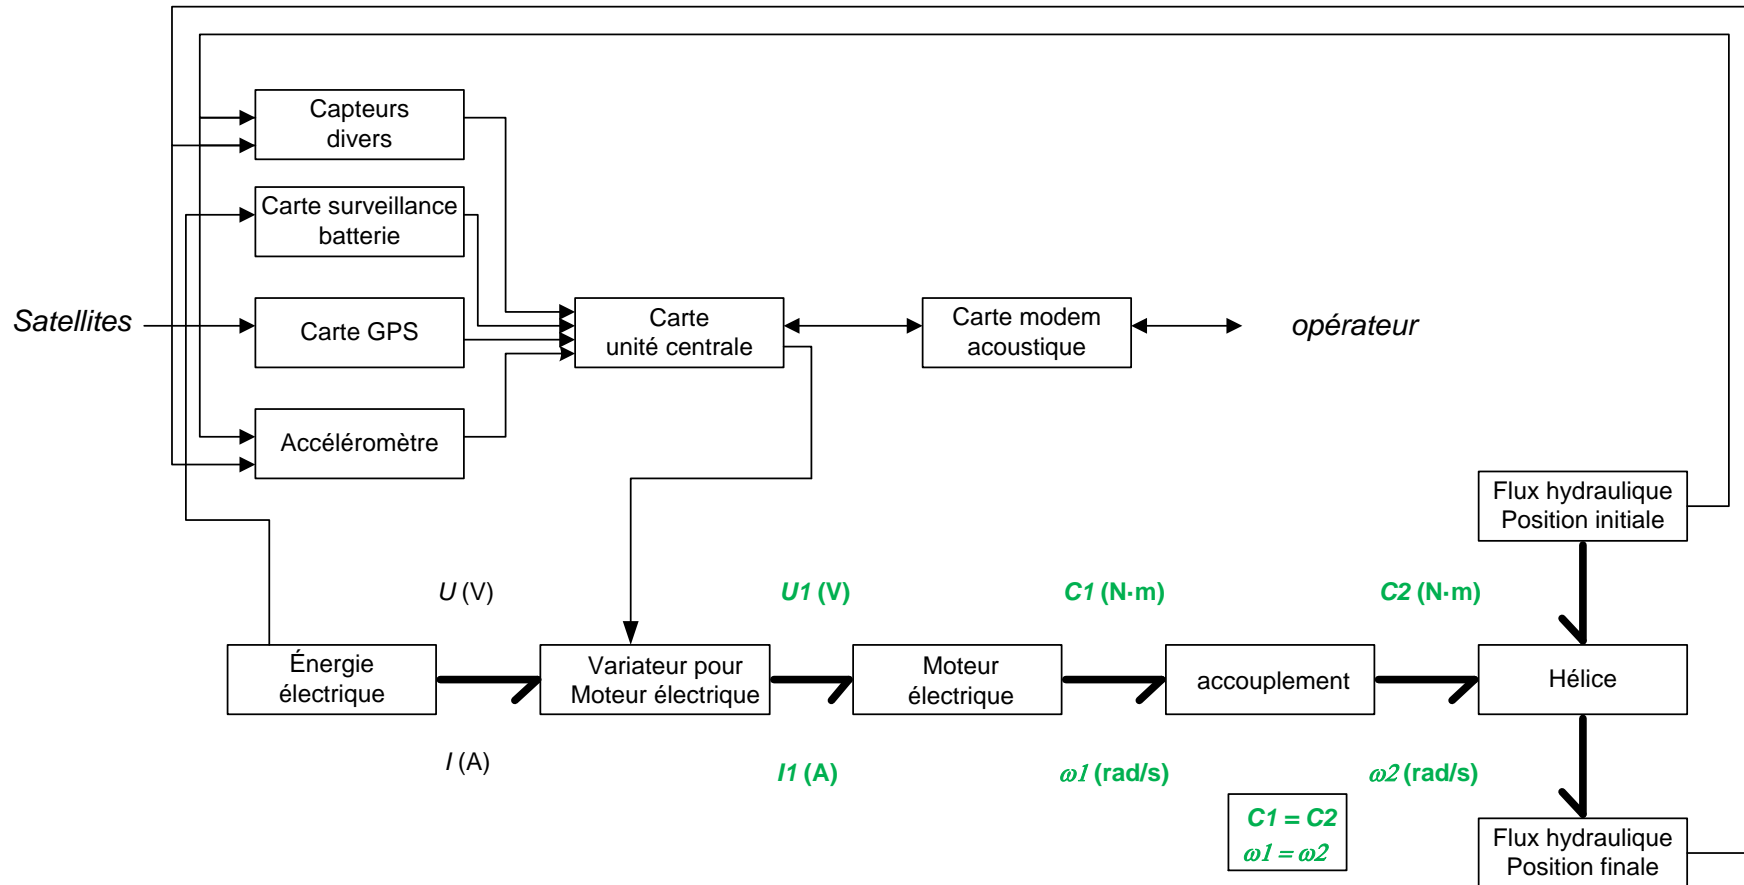 Capteurs
divers
Carte surveillance
batterie
Satellites
Carte GPS
Carte
unité centrale
Carte modem
acoustique
opérateur
Accéléromètre
Flux hydraulique
Position initiale
U (V)
U1 (V)
C1 (N·m)
C2 (N·m)
Énergie
électrique
Variateur pour
Moteur électrique
Moteur
électrique
accouplement
Hélice
I (A)
I1 (A)
ω1 (rad/s)
ω2 (rad/s)
C1 = C2
ω1 = ω2
Flux hydraulique
Position finale